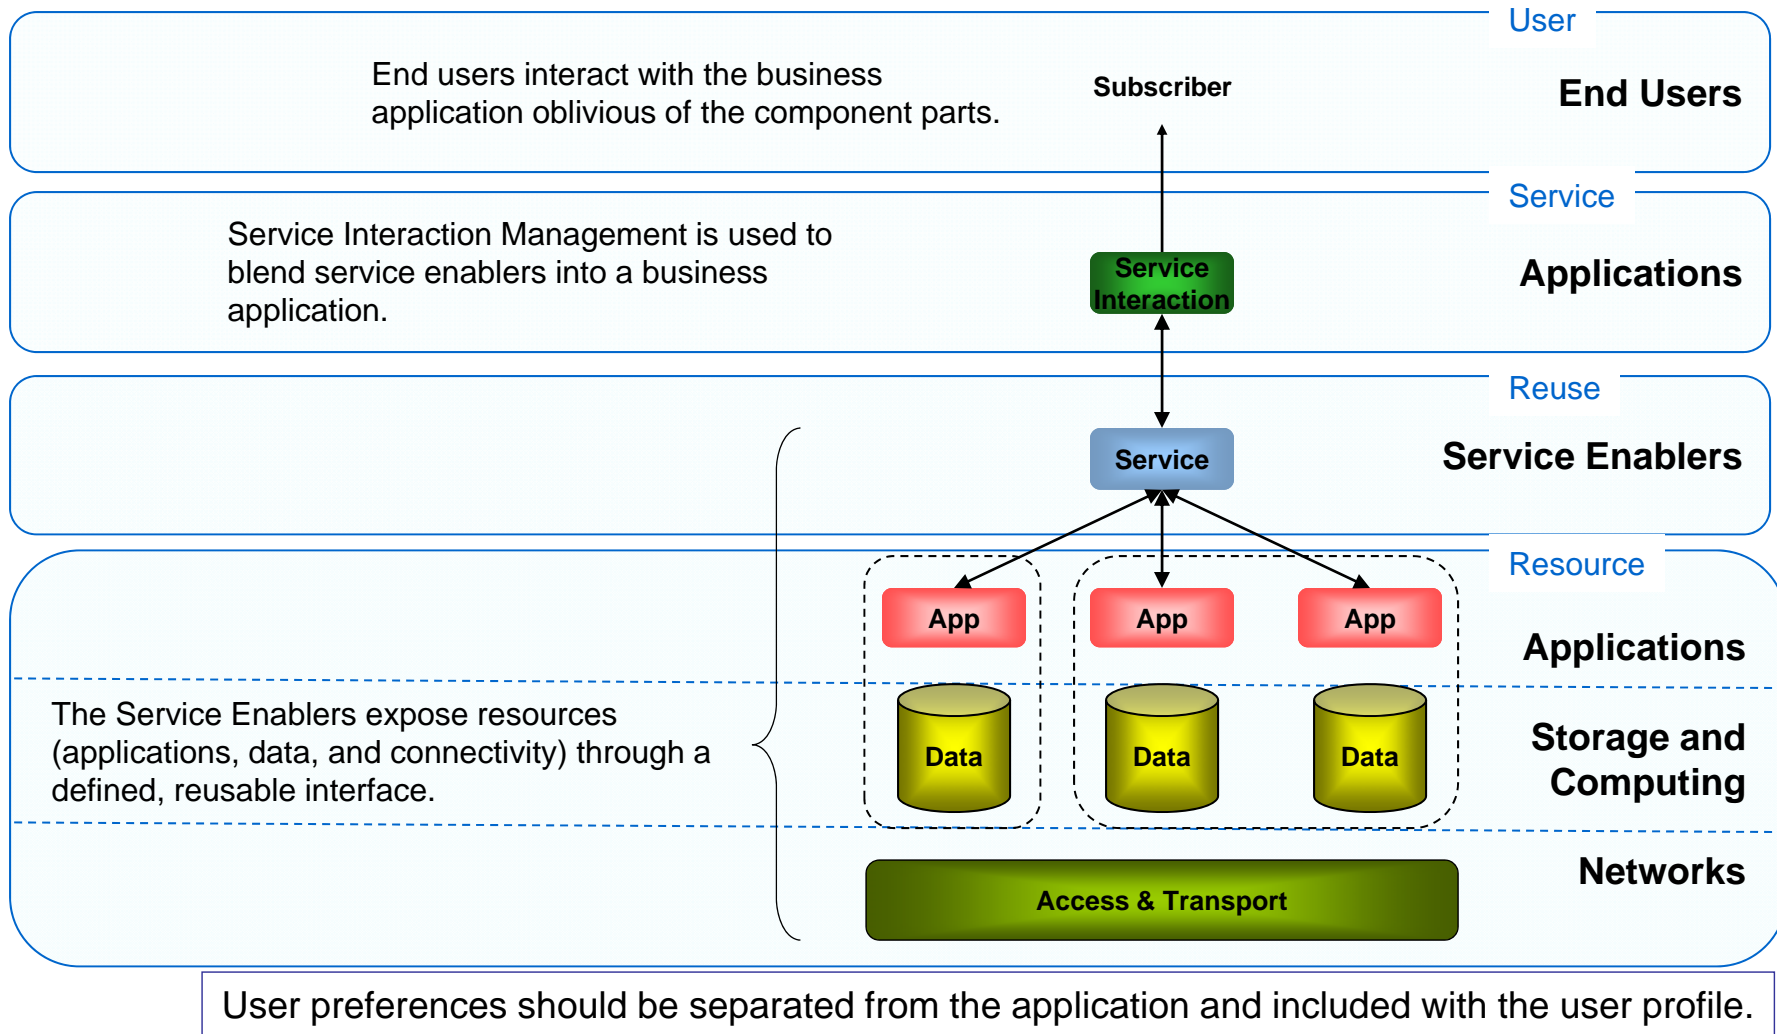 User
End users interact with the business
application oblivious of the component parts.
Subscriber
End Users
Service
Service Interaction Management is used to
blend service enablers into a business
application.
Service
Interaction
Applications
Reuse
Service
Service Enablers
Resource
App
App
App
Applications
The Service Enablers expose resources
(applications, data, and connectivity) through a
defined, reusable interface.
Data
Data
Data
Storage and
Computing
Networks
Access & Transport
User preferences should be separated from the application and included with the user profile.